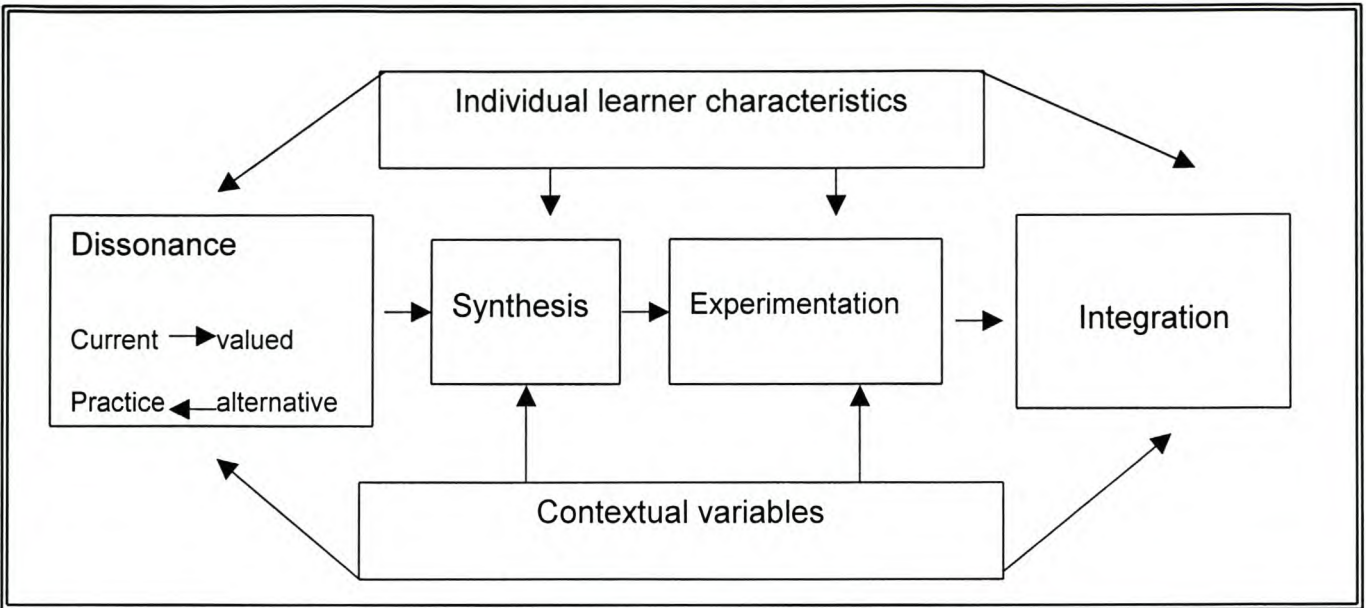 Individual learner characteristics
Dissonance
Current valued
Practice alternative
Synthesis
Experimentation
Integration
Contextual variables